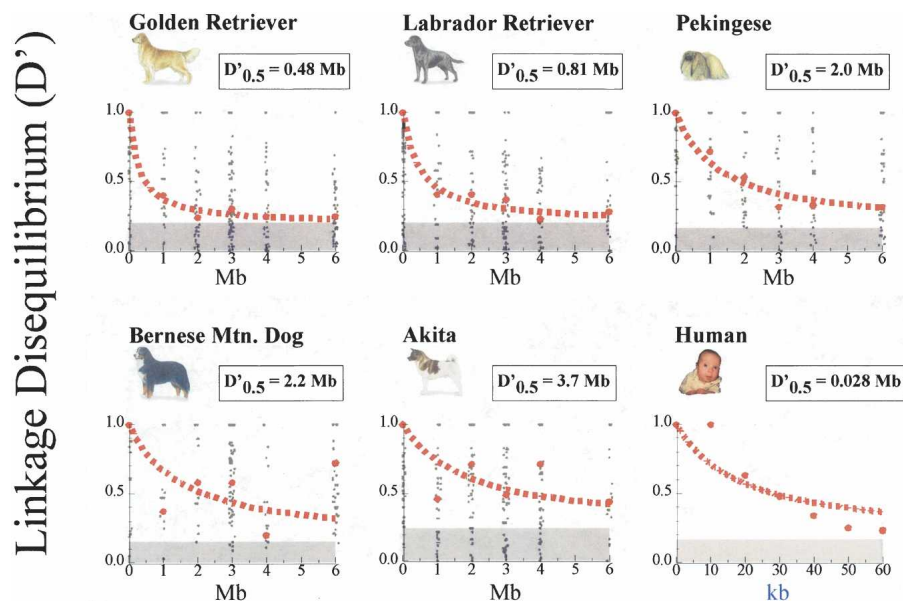 Linkage Disequilibrium (D')
Golden Retriever
D'0.5 = 0.48 Mb
1.0
0.5
0.0
0 1 2 3 4 5 6
Mb
Labrador Retriever
D'0.5 = 0.81 Mb
1.0
0.5
0.0
0 1 2 3 4 5 6
Mb
Pekingese
D'0.5 = 2.0 Mb
1.0
0.5
0.0
0 1 2 3 4 5 6
Mb
Bernese Mtn. Dog
D'0.5 = 2.2 Mb
1.0
0.5
0.0
0 1 2 3 4 5 6
Mb
Akita
D'0.5 = 3.7 Mb
1.0
0.5
0.0
0 1 2 3 4 5 6
Mb
Human
D'0.5 = 0.028 Mb
1.0
0.5
0.0
0 10 20 30 40 50 60
kb